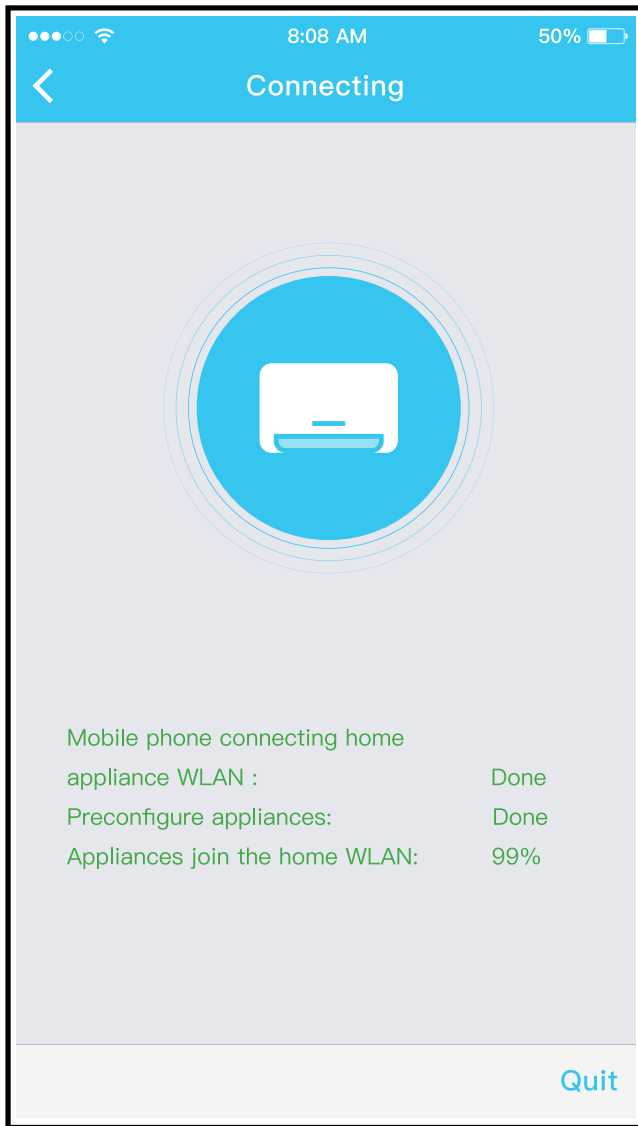 8:08 AM
50%
Connecting
Mobile phone connecting home
appliance WLAN : Done
Preconfigure appliances: Done
Appliances join the home WLAN: 99%
Quit